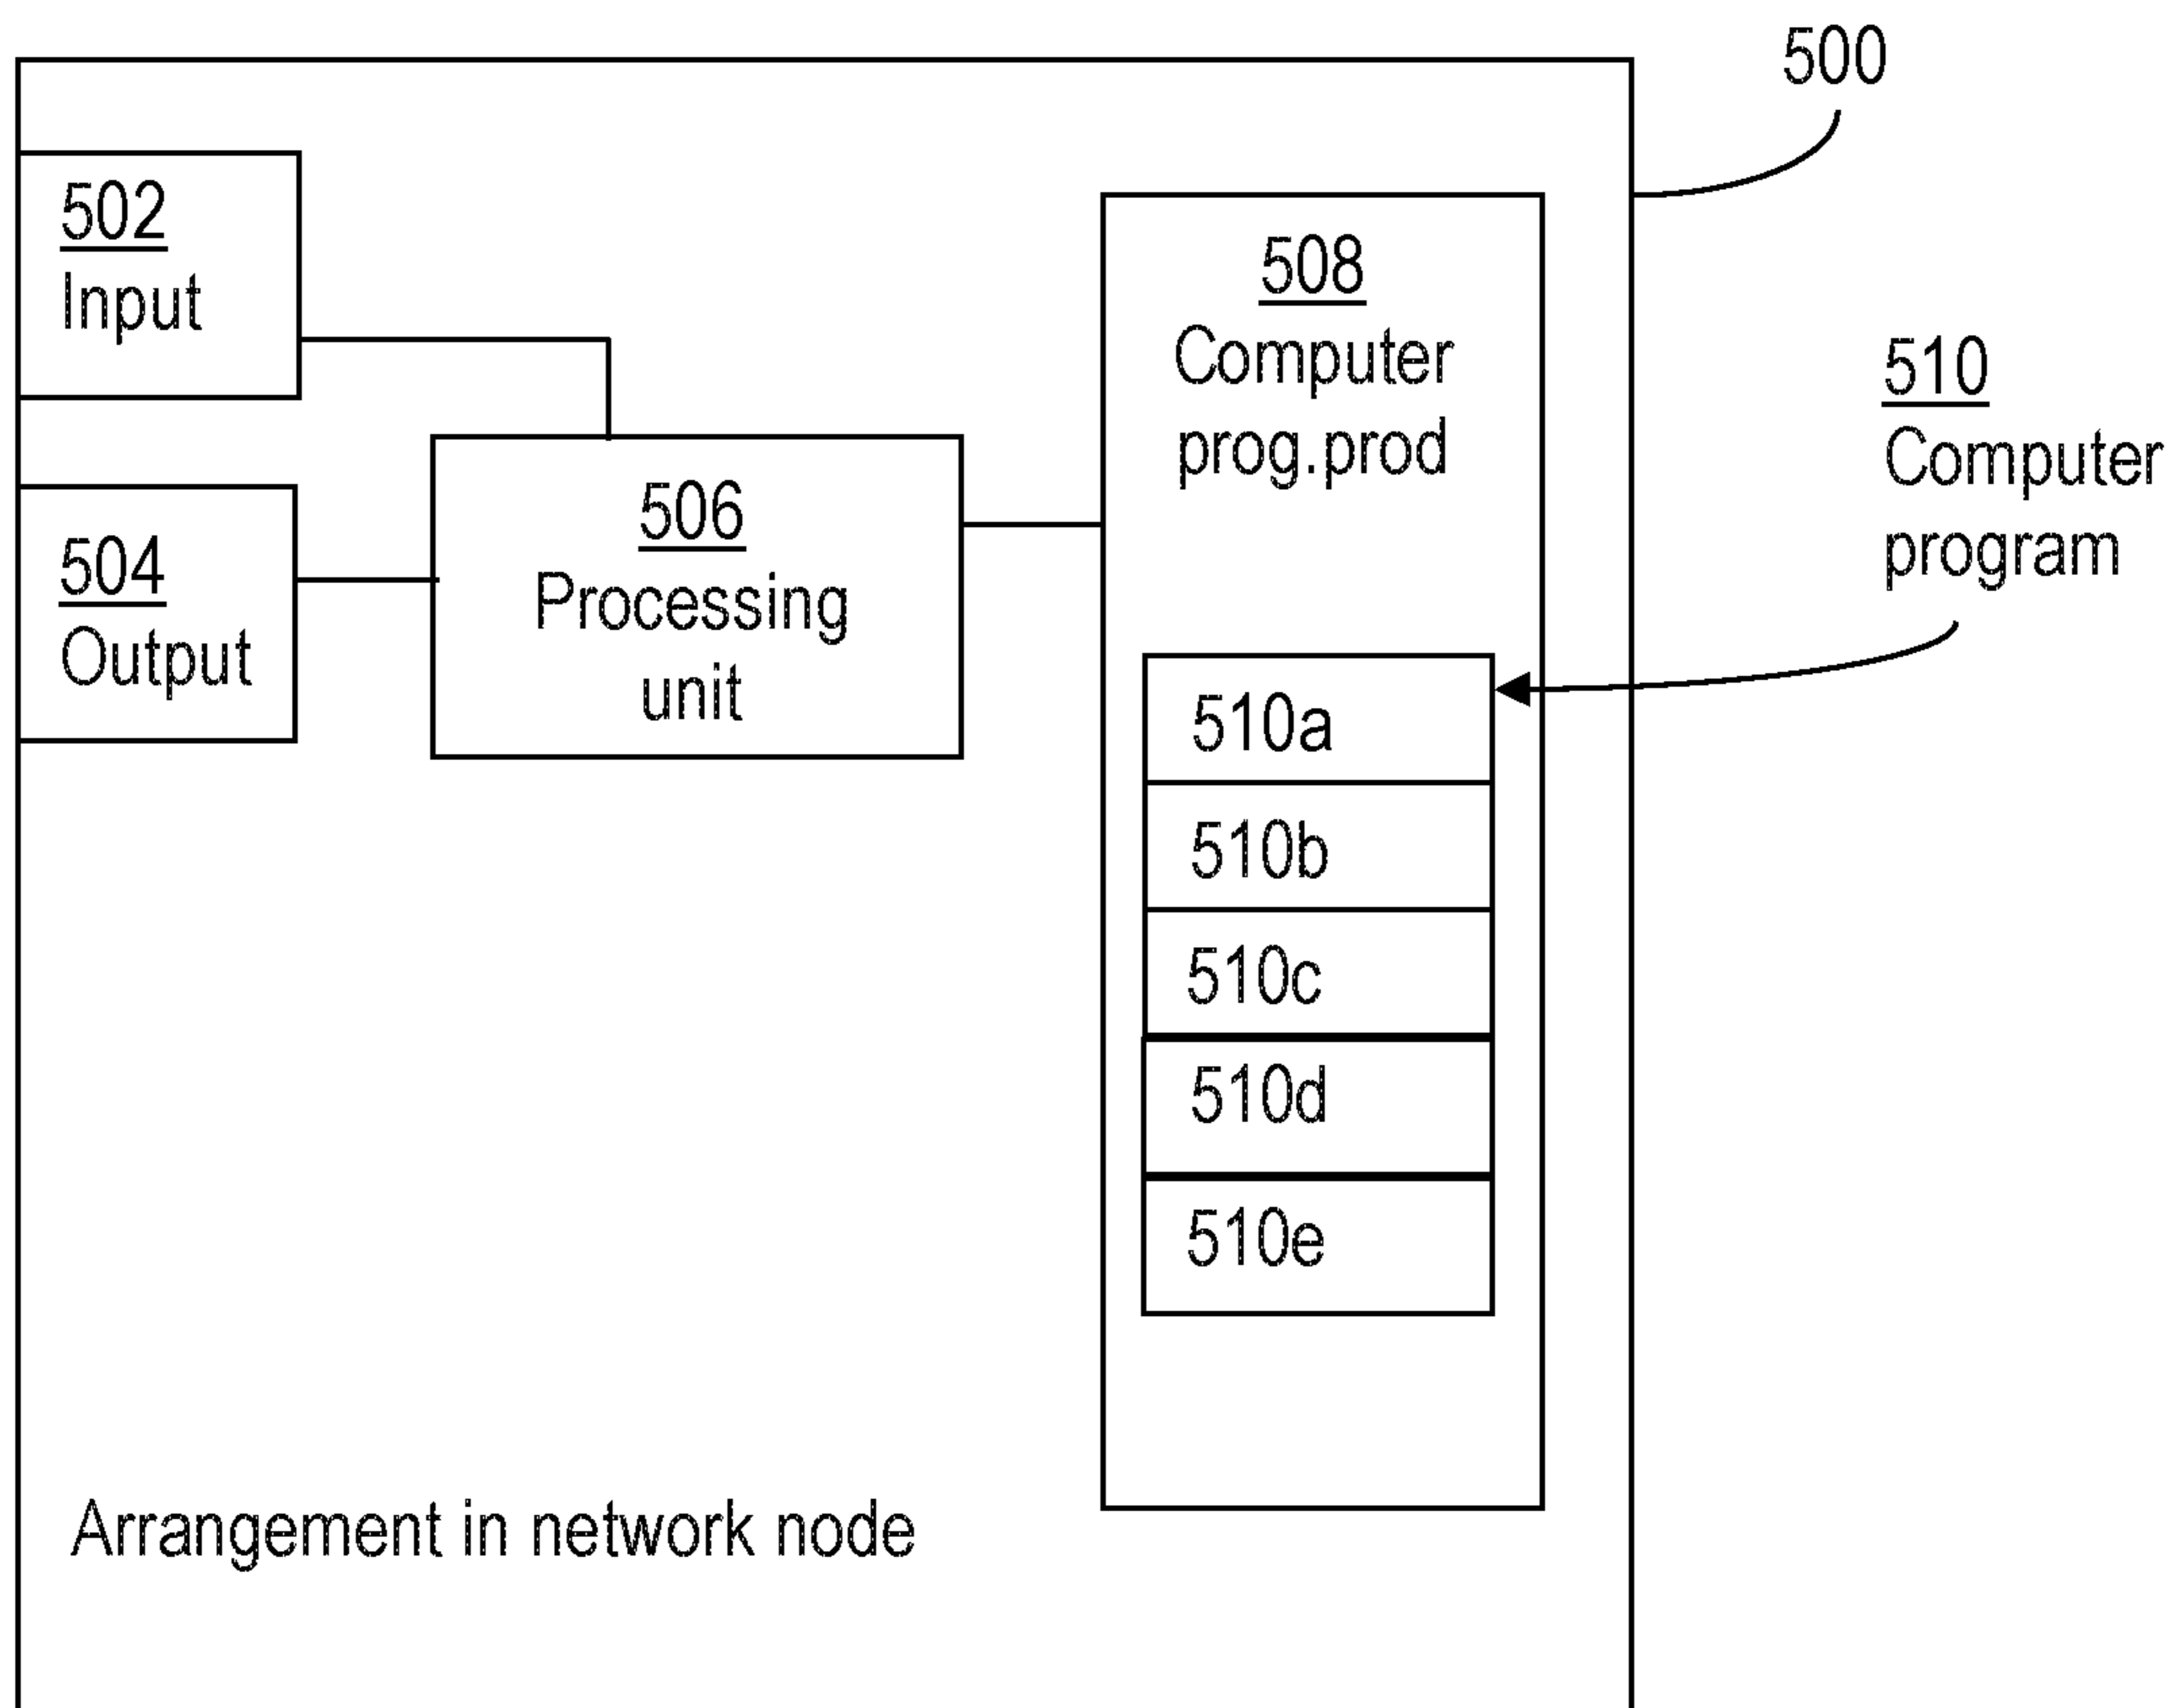 500
502
Input
504
Output
506
Processing
unit
508
Computer
prog.prod
510
Computer
program
510a
510b
510c
510d
510e
Arrangement in network node